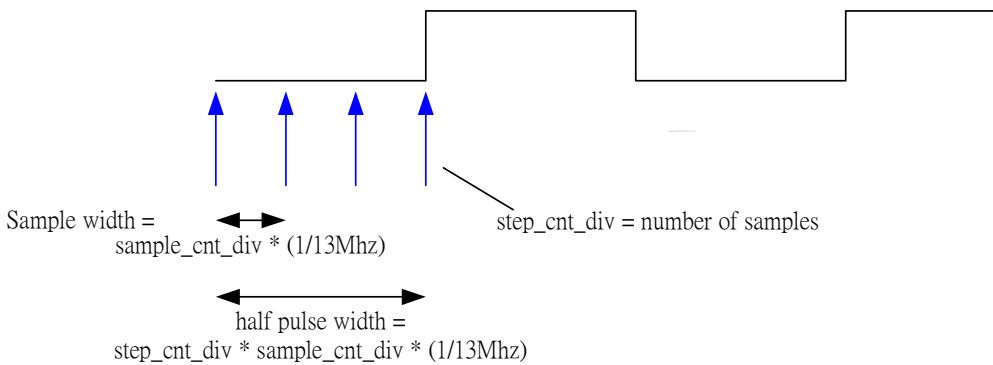 Sample width =
sample_cnt_div * (1/13Mhz)
step_cnt_div = number of samples
half pulse width =
step_cnt_div * sample_cnt_div * (1/13Mhz)